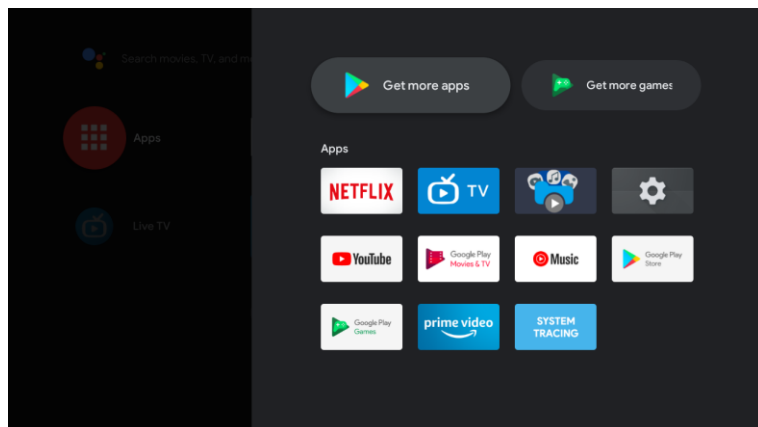 Search movies, TV, and m
Get more apps
Get more games
Apps
Live TV
Apps
NETFLIX
TV
YouTube
Google Play
Movies & TV
Music
Google Play
Store
Google Play
Games
prime video
SYSTEM
TRACING